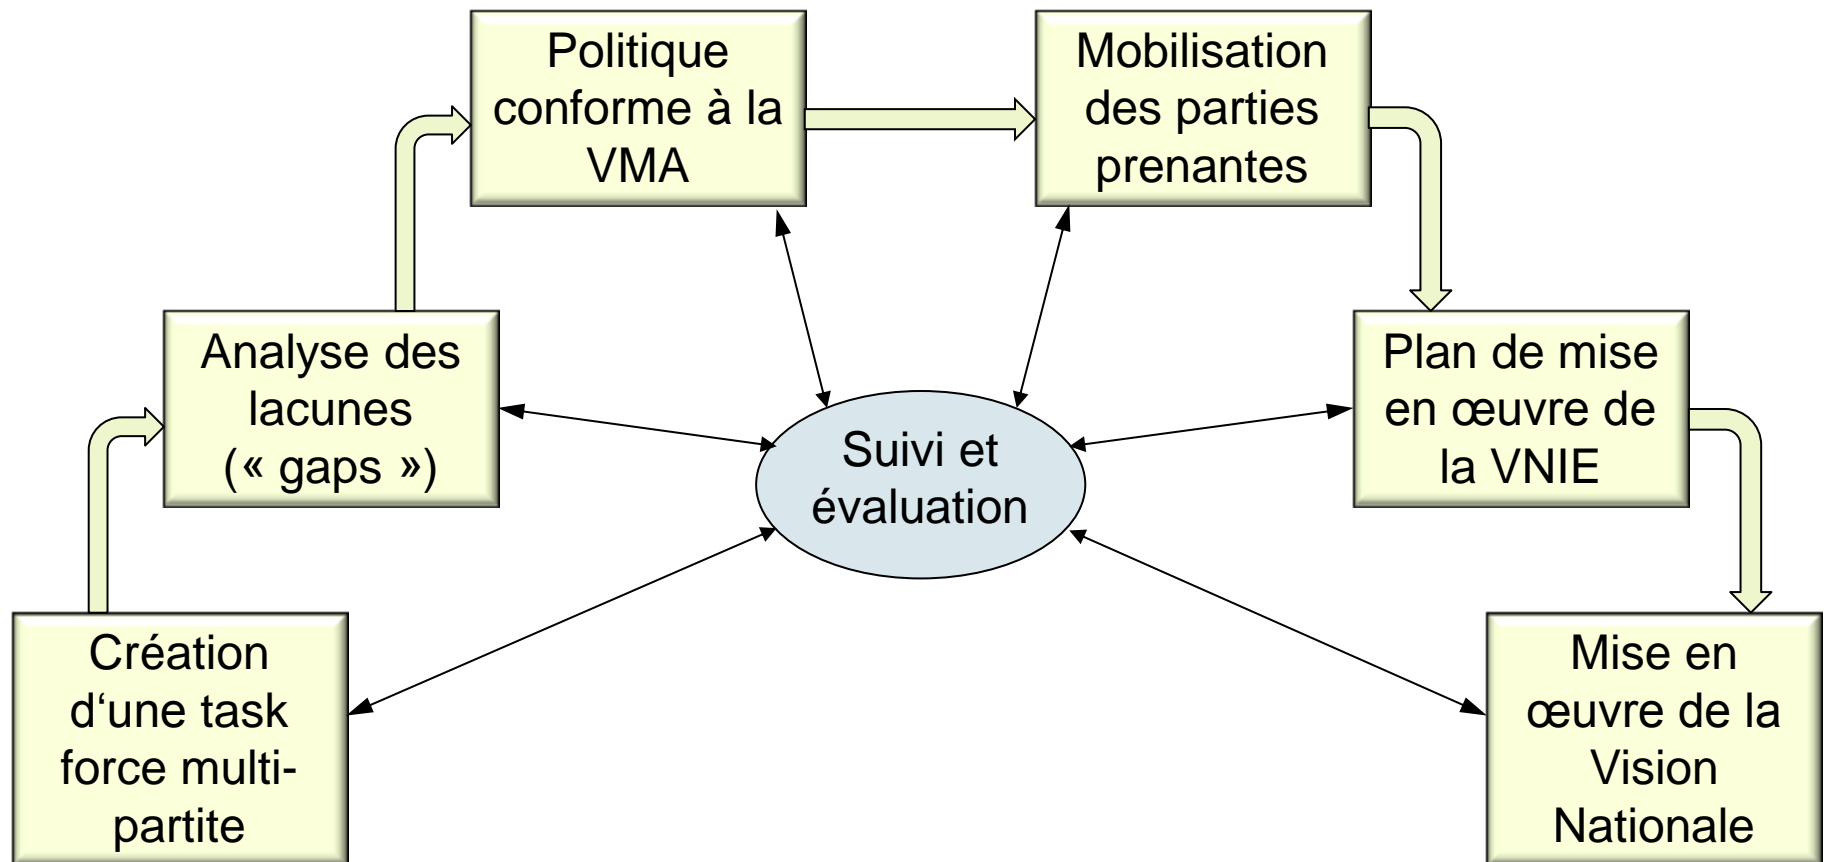 Politique
conforme à la
VMA
Mobilisation
des parties
prenantes
Analyse des
lacunes
(« gaps »)
Plan de mise
en œuvre de
la VNIE
Suivi et
évaluation
Création
d‘une task
force multi-
partite
Mise en
œuvre de la
Vision
Nationale